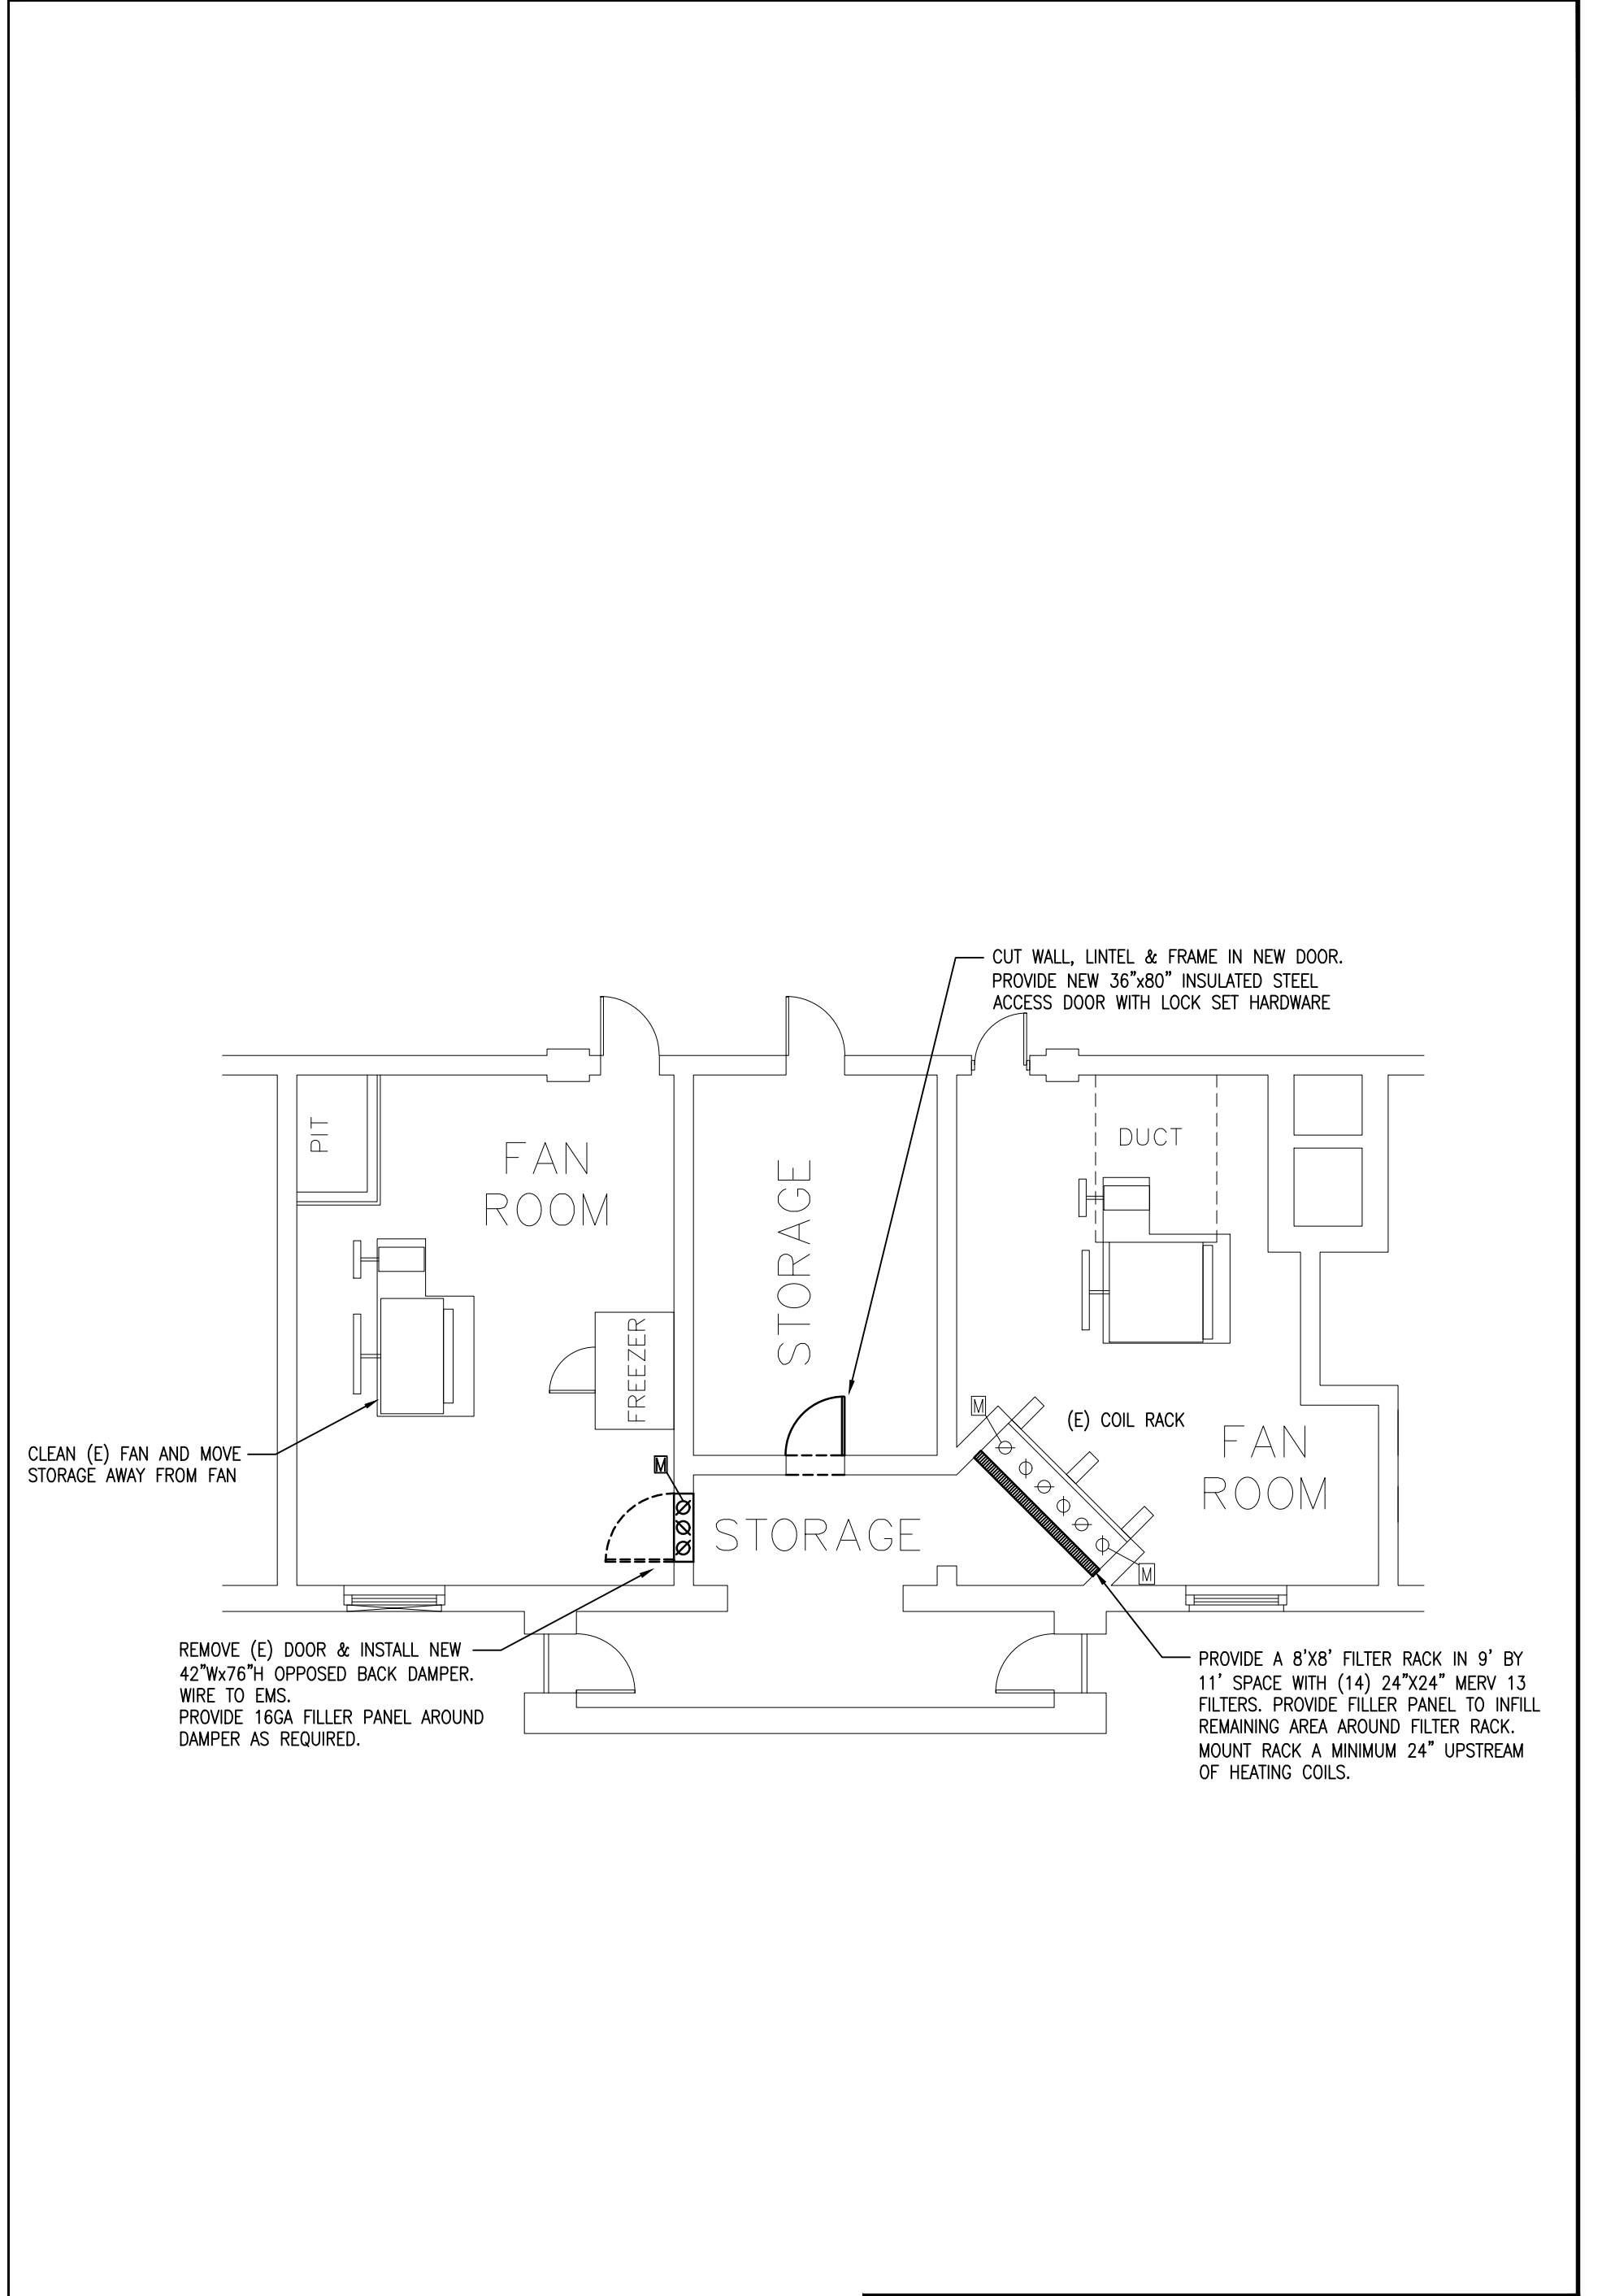 CUT WALL, LINTEL & FRAME IN NEW DOOR.
PROVIDE NEW 36"x80" INSULATED STEEL
ACCESS DOOR WITH LOCK SET HARDWARE
PIT
FAN
ROOM
STORAGE
DUCT
FREEZER
M
(E) COIL RACK
FAN
ROOM
CLEAN (E) FAN AND MOVE
STORAGE AWAY FROM FAN
M
STORAGE
M
REMOVE (E) DOOR & INSTALL NEW
42"Wx76"H OPPOSED BACK DAMPER.
WIRE TO EMS.
PROVIDE 16GA FILLER PANEL AROUND
DAMPER AS REQUIRED.
PROVIDE A 8'X8' FILTER RACK IN 9' BY
11' SPACE WITH (14) 24"X24" MERV 13
FILTERS. PROVIDE FILLER PANEL TO INFILL
REMAINING AREA AROUND FILTER RACK.
MOUNT RACK A MINIMUM 24" UPSTREAM
OF HEATING COILS.